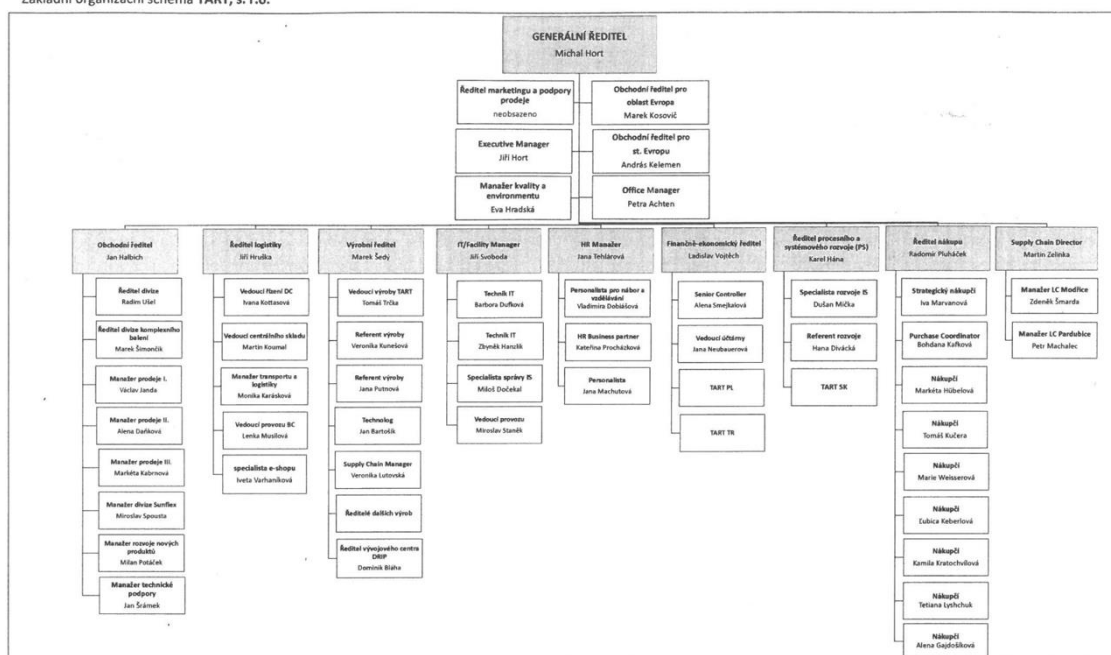 Základní organizační schéma TART, s.r.o.
GENERÁLNÍ ŘEDITEL
Michal Hort
Ředitel marketingu a podpory
prodeje
neobsazeno
Obchodní ředitel pro
oblast Evropa
Marek Kosovič
Executive Manager
Jiří Hort
Obchodní ředitel pro
st. Evropu
András Kelemen
Manažer kvality a
environmentu
Eva Hradská
Office Manager
Petra Achten
Obchodní ředitel
Jan Halbich
Ředitel divize
Radim Ušel
Ředitel divize komplexního
balení
Marek Šimončík
Manažer prodeje I.
Václav Janda
Manažer prodeje II.
Alena Daňková
Manažer prodeje III.
Markéta Kabrnová
Manažer divize Sunflex
Miroslav Spousta
Manažer rozvoje nových
produktů
Milan Potáček
Manažer technické
podpory
Jan Šrámek
Ředitel logistiky
Jiří Hruška
Vedoucí řízení DC
Ivana Kottasová
Vedoucí centrálního skladu
Martin Koumal
Manažer transportu a
logistiky
Monika Karásková
Vedoucí provozu BC
Lenka Musilová
specialista e-shopu
Iveta Varhaníková
Výrobní ředitel
Marek Šedý
Vedoucí výroby TART
Tomáš Trčka
Referent výroby
Veronika Kunešová
Referent výroby
Jana Putnová
Technolog
Jan Bartošík
Supply Chain Manager
Veronika Lutovská
Ředitelé dalších výrob
Ředitel vývojového centra
DRIP
Dominik Bláha
IT/Facility Manager
Jiří Svoboda
Technik IT
Barbora Dufková
Technik IT
Zbyněk Hanulík
Specialista správy IS
Miloš Dočekal
Vedoucí provozu
Miroslav Staněk
HR Manažer
Jana Tehlárová
Personalista pro nábor a
vzdělávání
Vladimíra Dobiášová
HR Business partner
Kateřina Procházková
Personalista
Jana Machutová
Finančně-ekonomický ředitel
Ladislav Vojtěch
Senior Controller
Alena Smejkalová
Vedoucí účtárny
Jana Neubauerová
TART PL
TART TR
Ředitel procesního a
systémového rozvoje (PS)
Karel Hána
Specialista rozvoje IS
Dušan Mička
Referent rozvoje
Hana Divácká
TART SK
Ředitel nákupu
Radomír Pluháček
Strategický nákupčí
Iva Marvanová
Purchase Coordinator
Bohdana Kafková
Nákupčí
Markéta Hübelová
Nákupčí
Tomáš Kučera
Nákupčí
Marie Weisserová
Nákupčí
Ľubica Keberlová
Nákupčí
Kamila Kratochvílová
Nákupčí
Tetiana Lyshchuk
Nákupčí
Alena Gajdošíková
Supply Chain Director
Martin Zelinka
Manažer LC Modřice
Zdeněk Šmarda
Manažer LC Pardubice
Petr Machalec